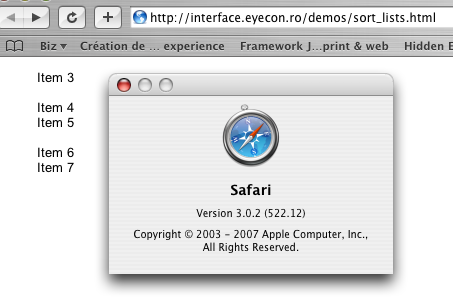 http://interface.eyecon.ro/demos/sort_lists.html
Biz Création de ... experience Framework J...print & web Hidden E
Item 3
Item 4
Item 5
Item 6
Item 7
Safari
Version 3.0.2 (522.12)
Copyright © 2003 - 2007 Apple Computer, Inc.,
All Rights Reserved.